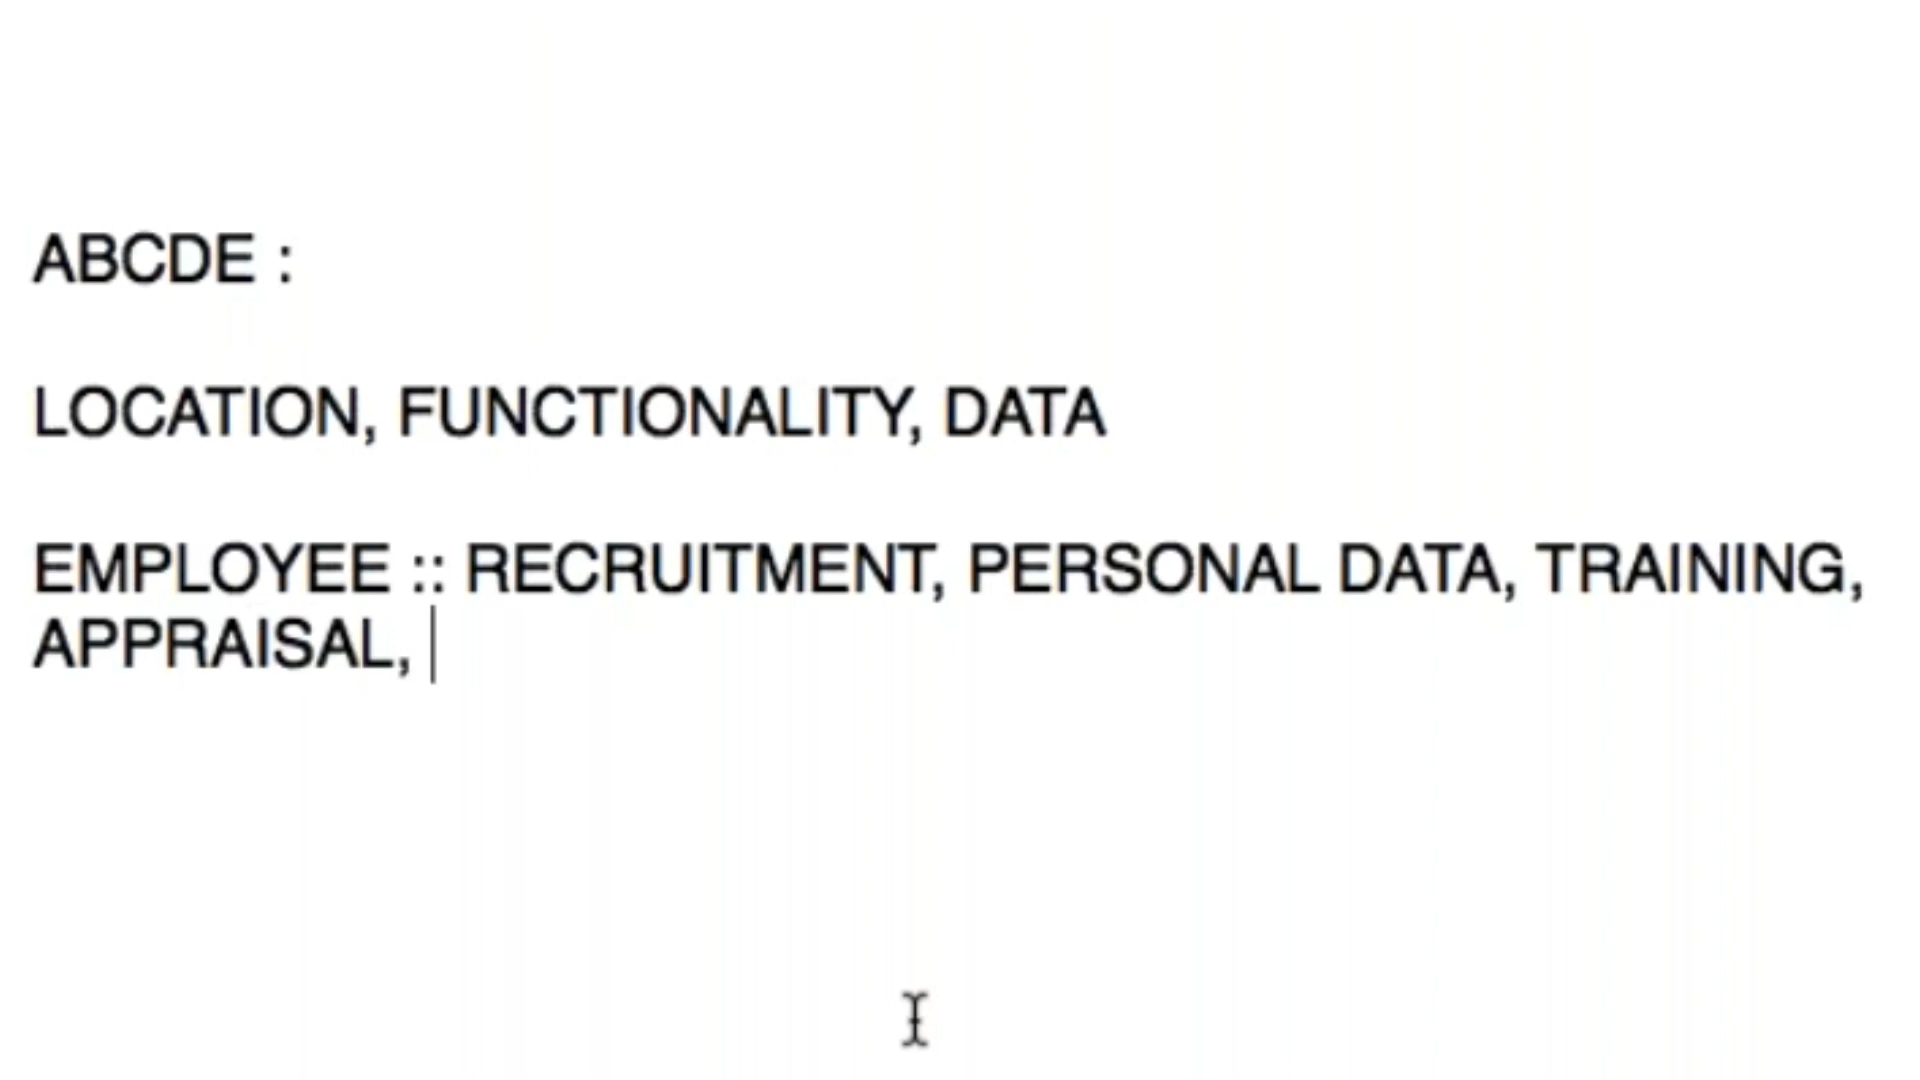 ABCDE :
LOCATION, FUNCTIONALITY, DATA
EMPLOYEE :: RECRUITMENT, PERSONAL DATA, TRAINING,
APPRAISAL,